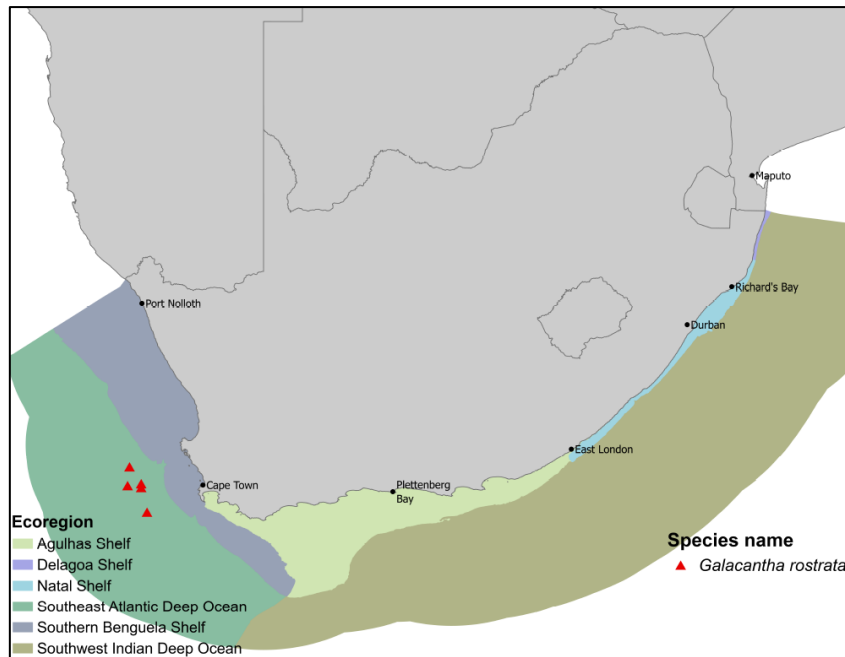 Maputo
Port Nolloth
Richard's Bay
Durban
East London
Cape Town
Plettenberg
Bay
Ecoregion
Agulhas Shelf
Delagoa Shelf
Natal Shelf
Southeast Atlantic Deep Ocean
Southern Benguela Shelf
Southwest Indian Deep Ocean
Species name
Galacantha rostrata